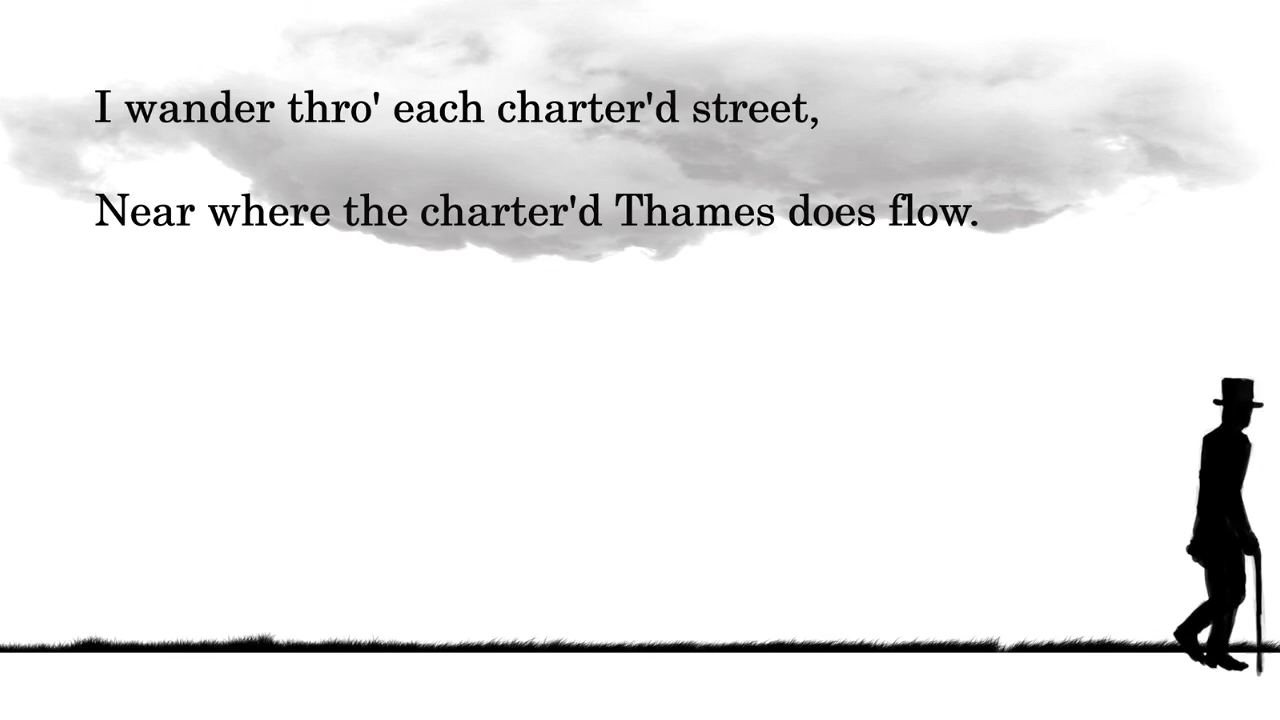 I wander thro' each charter'd street,
Near where the charter'd Thames does flow.